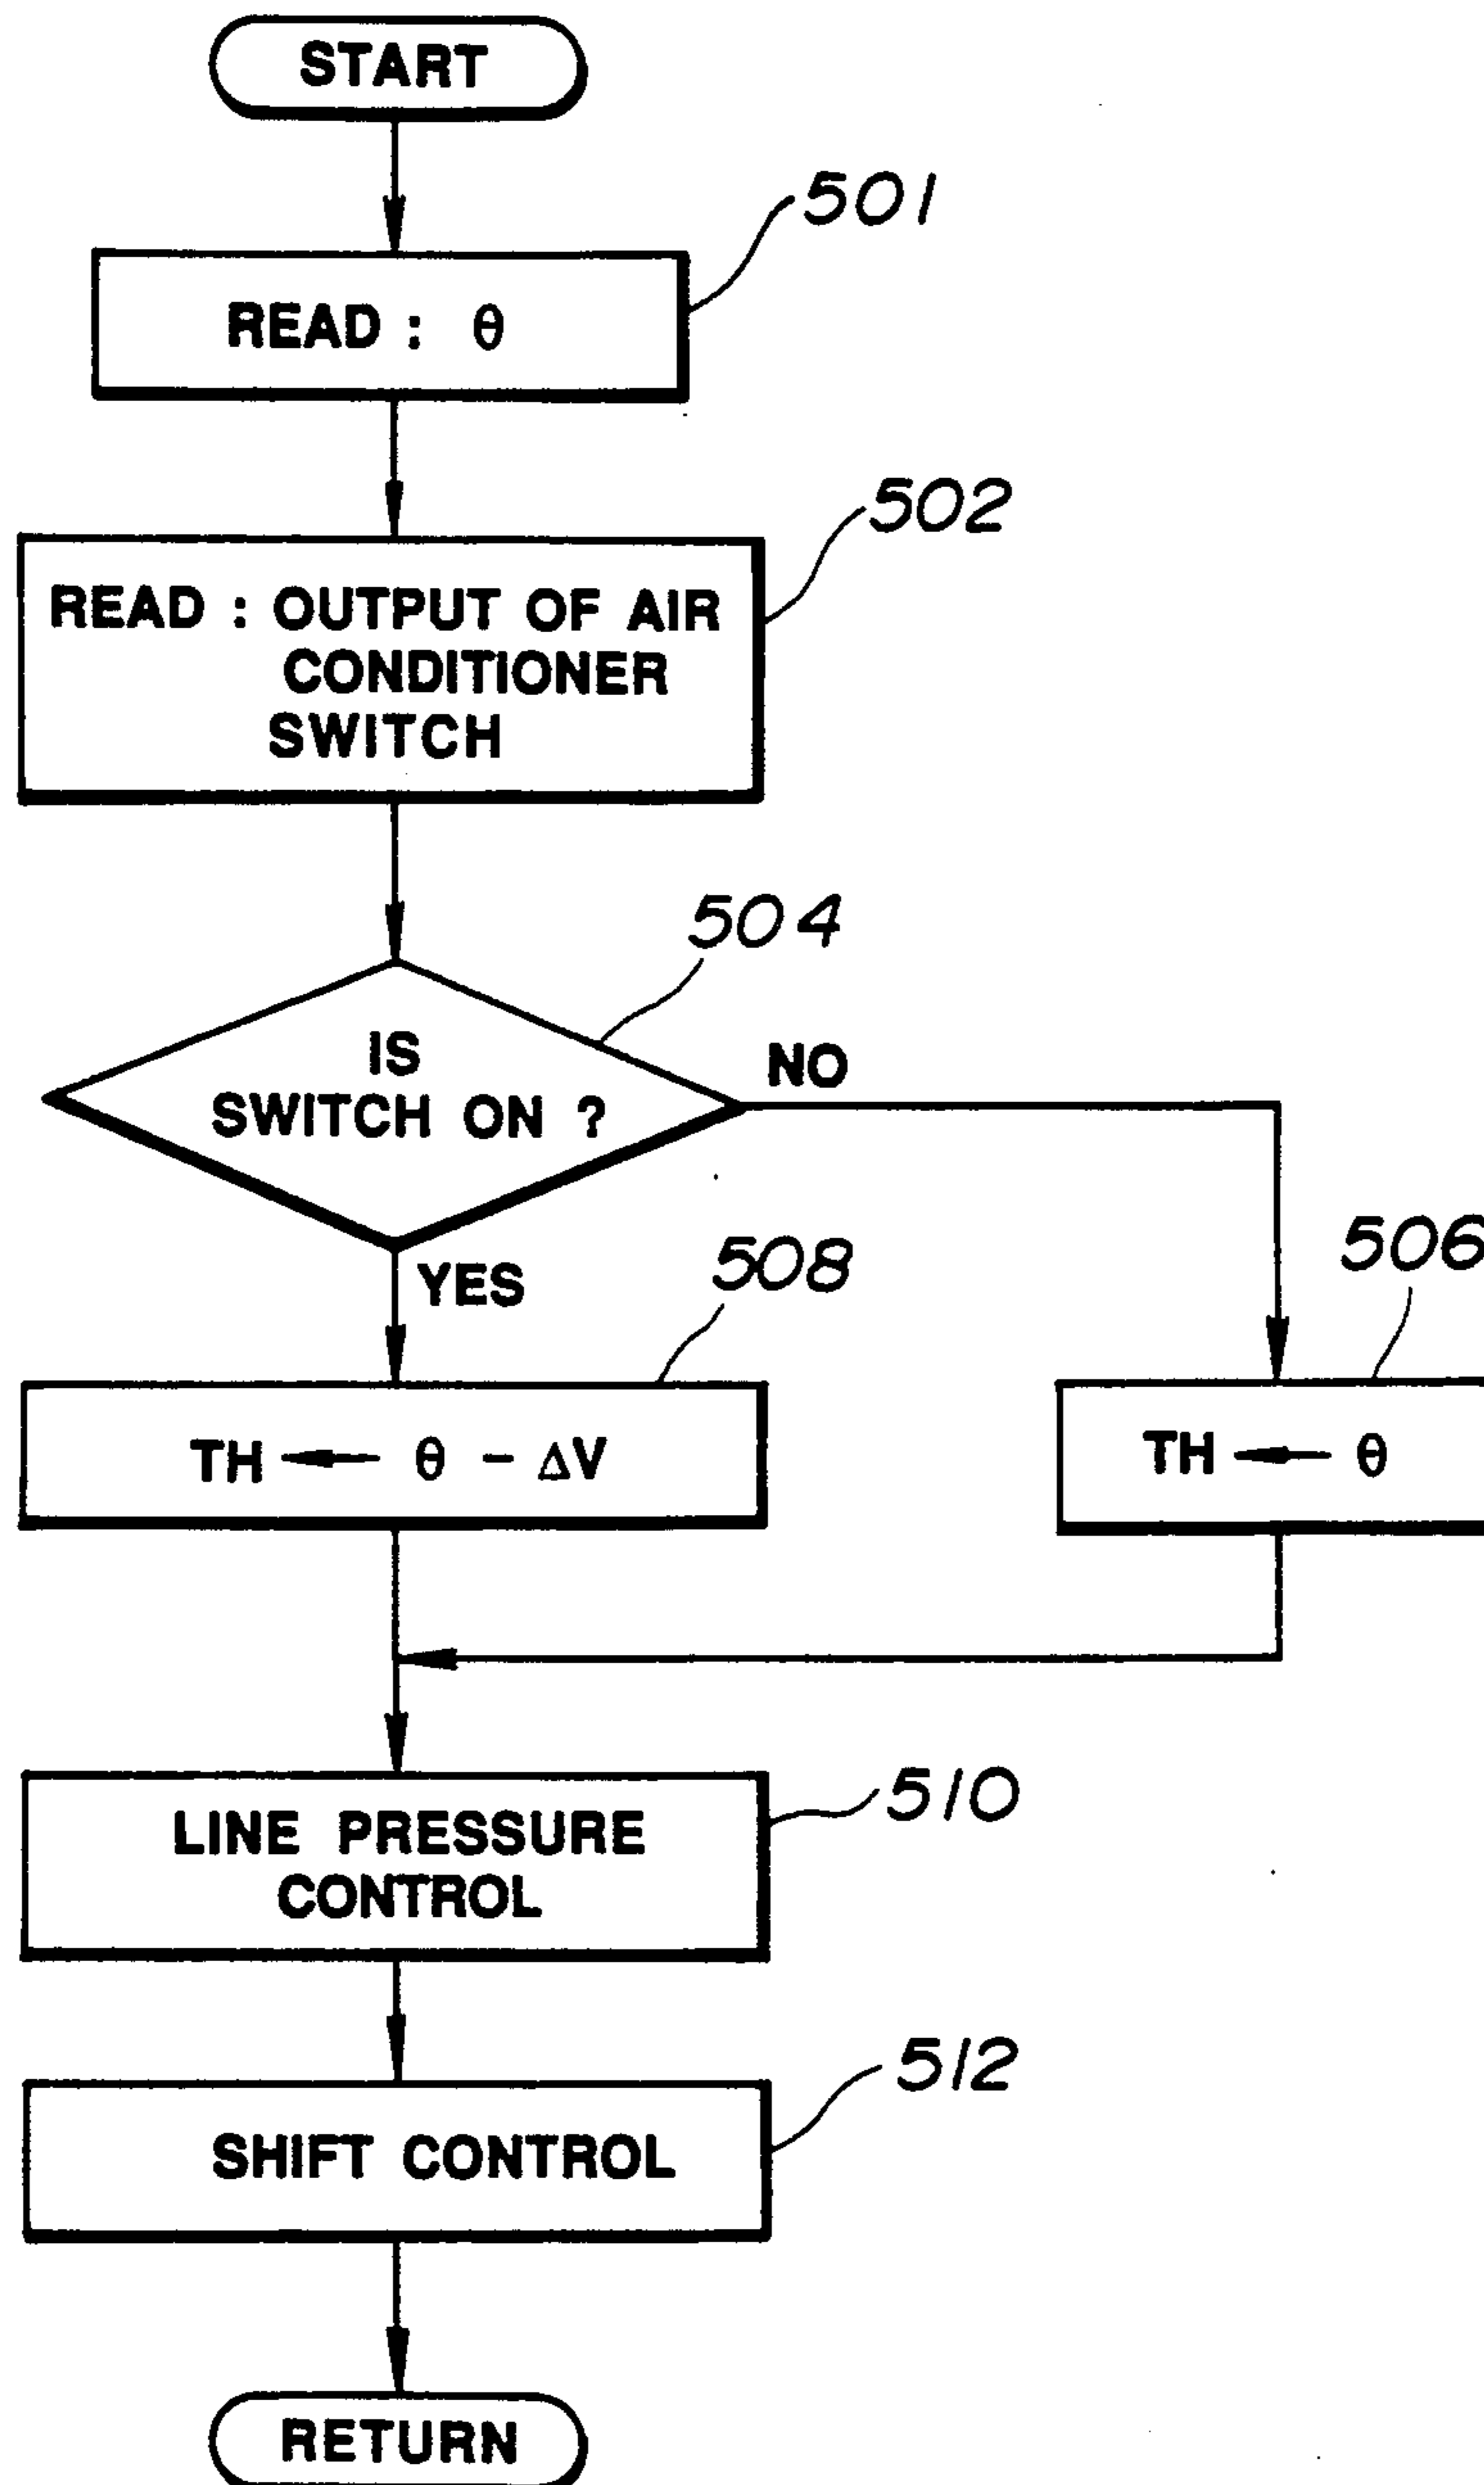 START
501
READ : θ
502
READ : OUTPUT OF AIR
CONDITIONER
SWITCH
504
IS
SWITCH ON ?
NO
YES
508
506
TH ← θ - ΔV
TH ← θ
510
LINE PRESSURE
CONTROL
512
SHIFT CONTROL
RETURN